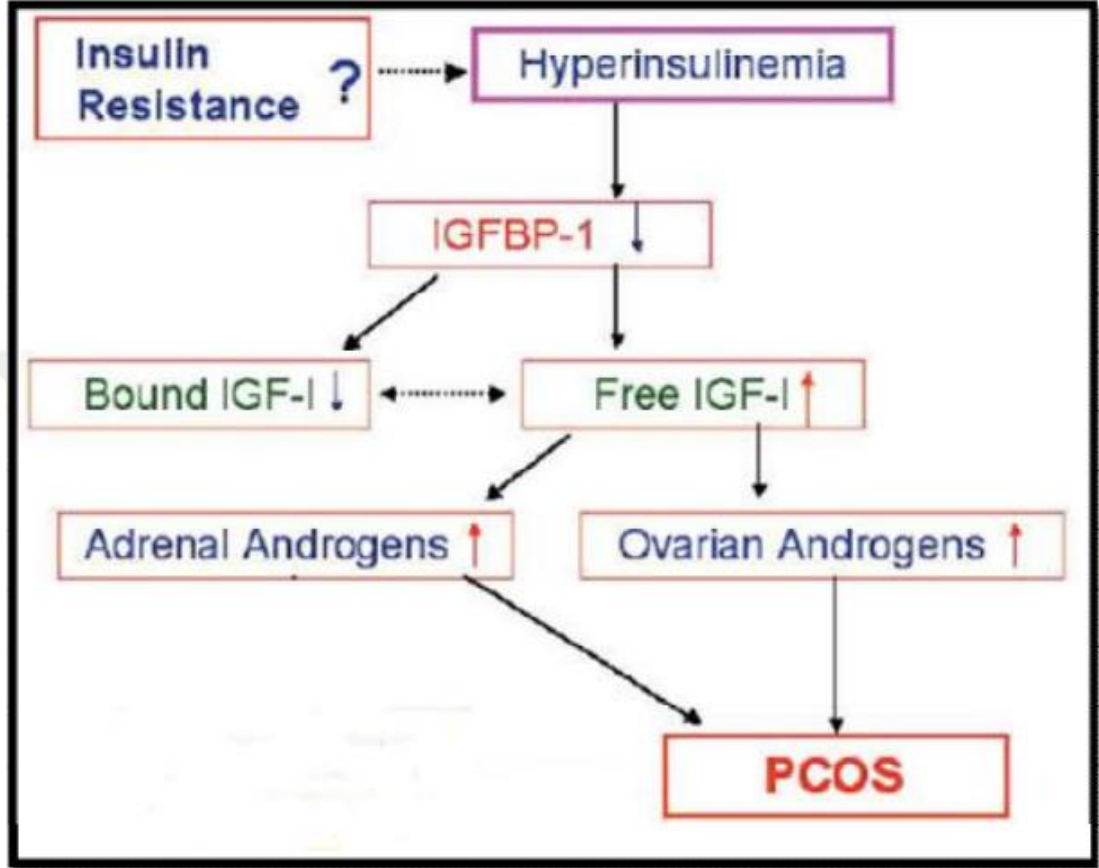 Insulin
Resistance ?
Hyperinsulinemia
IGFBP-1 ↓
Bound IGF-I ↓
Free IGF-I ↑
Adrenal Androgens ↑
Ovarian Androgens ↑
PCOS